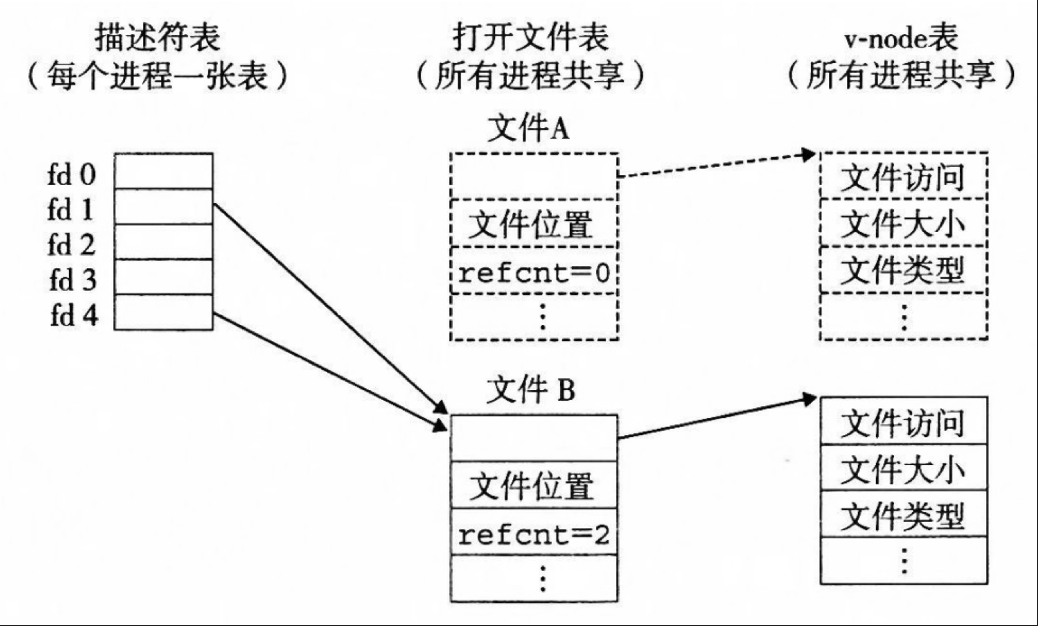 描述符表
（每个进程一张表）
打开文件表
（所有进程共享）
v-node表
（所有进程共享）
fd 0
fd 1
fd 2
fd 3
fd 4
文件A
文件位置
refcnt=0
⋮
文件访问
文件大小
文件类型
⋮
文件 B
文件位置
refcnt=2
⋮
文件访问
文件大小
文件类型
⋮